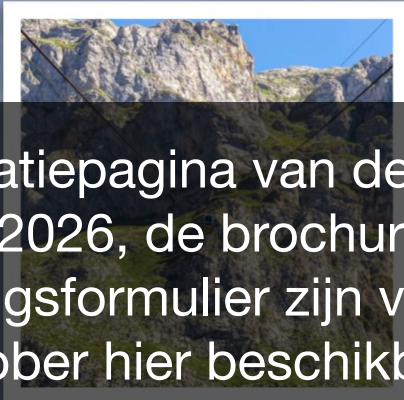 atiepagina van de
2026, de brochur
gsformulier zijn v
ober hier beschikb